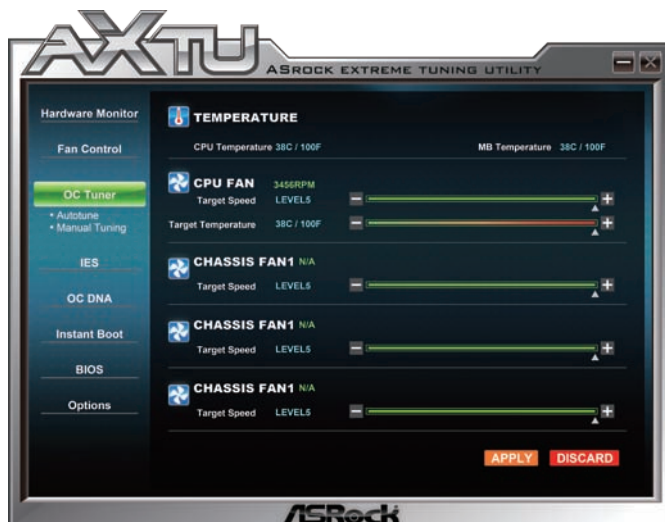 AXTU
ASROCK EXTREME TUNING UTILITY
Hardware Monitor
Fan Control
OC Tuner
• Autotune
• Manual Tuning
IES
OC DNA
Instant Boot
BIOS
Options
TEMPERATURE
CPU Temperature 38C / 100F
MB Temperature 38C / 100F
CPU FAN 3456RPM
Target Speed LEVEL5
Target Temperature 38C / 100F
CHASSIS FAN1 N/A
Target Speed LEVEL5
CHASSIS FAN1 N/A
Target Speed LEVEL5
CHASSIS FAN1 N/A
Target Speed LEVEL5
APPLY DISCARD
ASRock